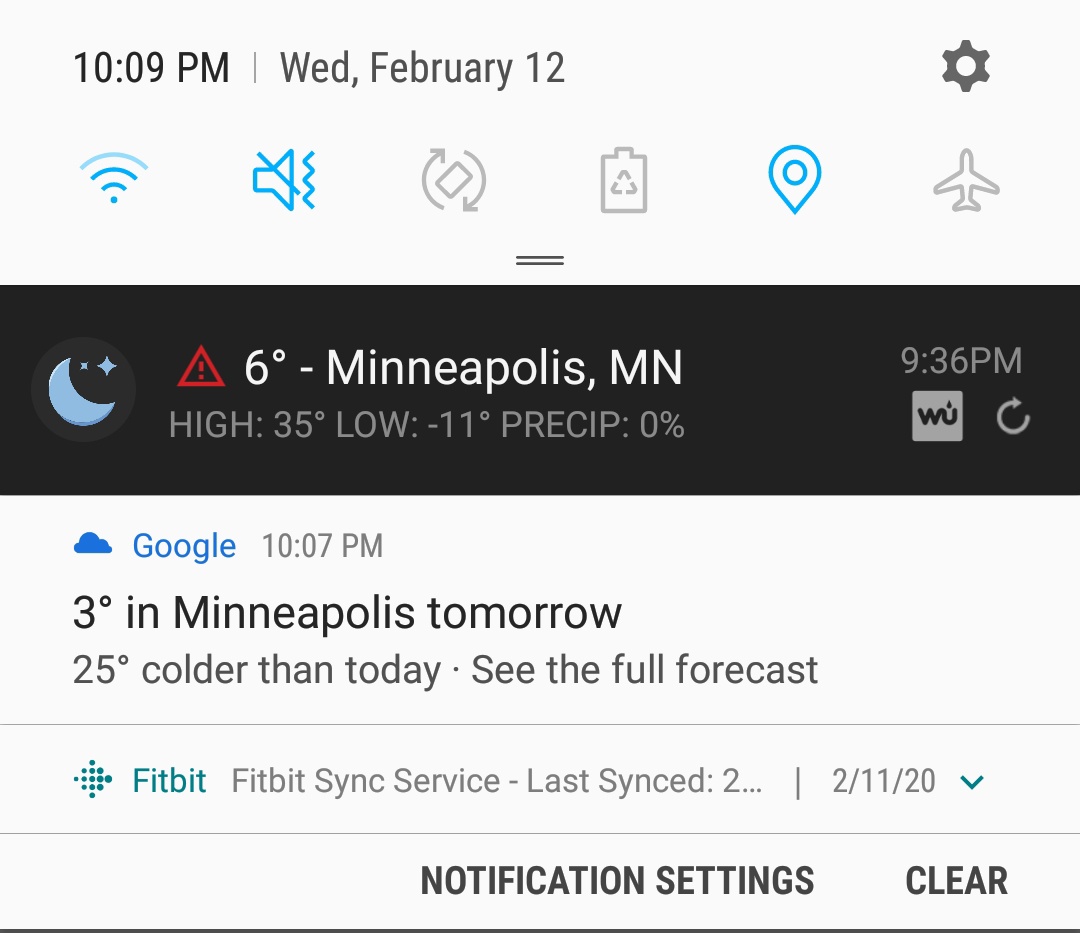 10:09 PM | Wed, February 12
6° - Minneapolis, MN 9:36PM
HIGH: 35° LOW: -11° PRECIP: 0% wu
Google 10:07 PM
3° in Minneapolis tomorrow
25° colder than today · See the full forecast
Fitbit Fitbit Sync Service - Last Synced: 2... | 2/11/20
NOTIFICATION SETTINGS CLEAR